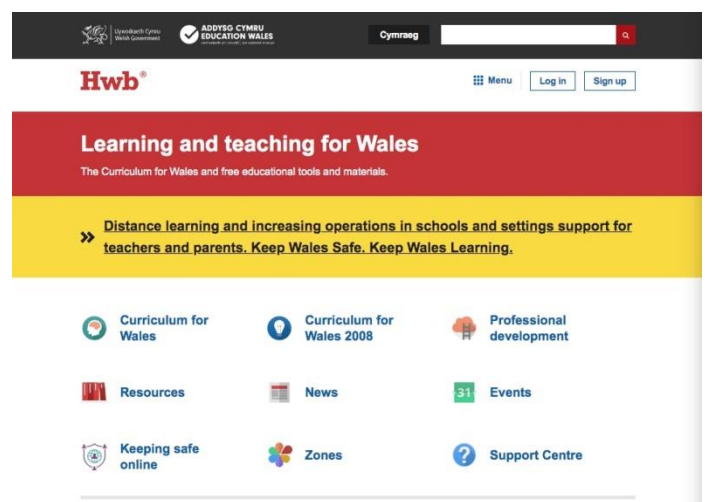 Llywodraeth Cymru
Welsh Government
ADDYSG CYMRU
EDUCATION WALES
Cymraeg
Hwb®
Menu
Log in
Sign up
Learning and teaching for Wales
The Curriculum for Wales and free educational tools and materials.
Distance learning and increasing operations in schools and settings support for
teachers and parents. Keep Wales Safe. Keep Wales Learning.
Curriculum for
Wales
Curriculum for
Wales 2008
Professional
development
Resources
News
31
Events
Keeping safe
online
Zones
?
Support Centre